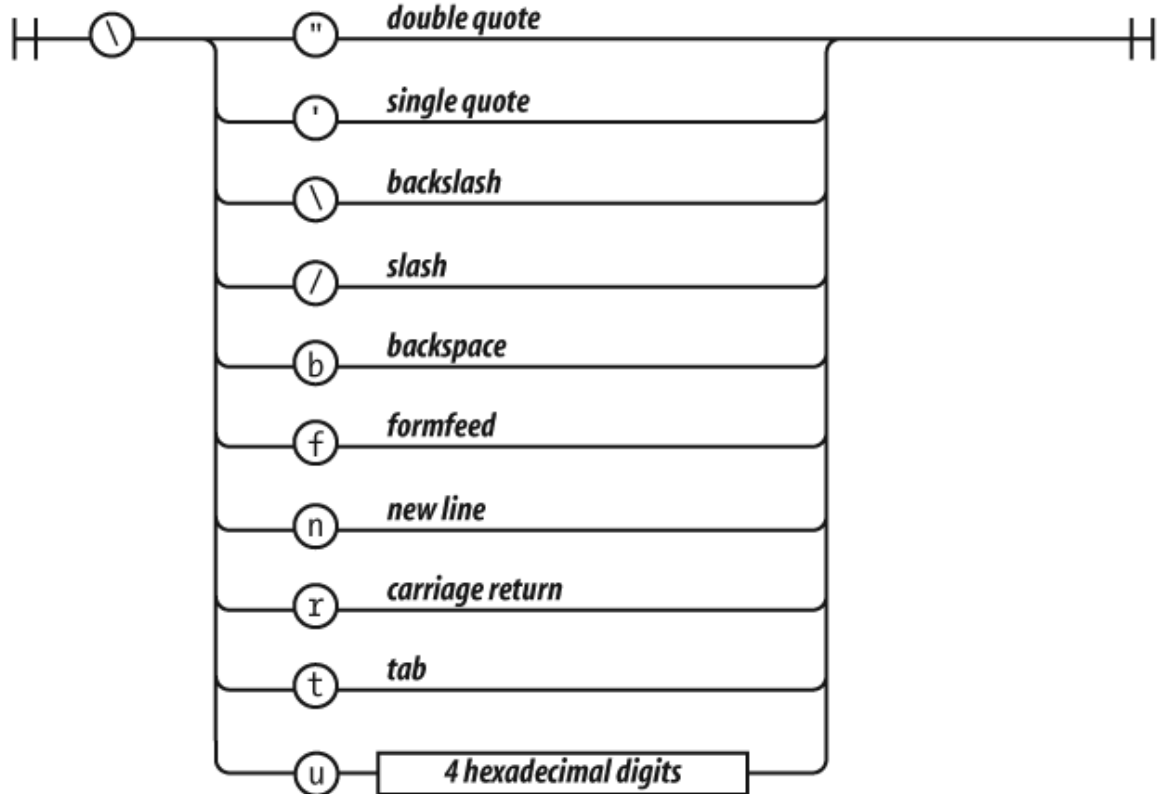 \ " double quote
' single quote
\ backslash
/ slash
b backspace
f formfeed
n new line
r carriage return
t tab
u 4 hexadecimal digits